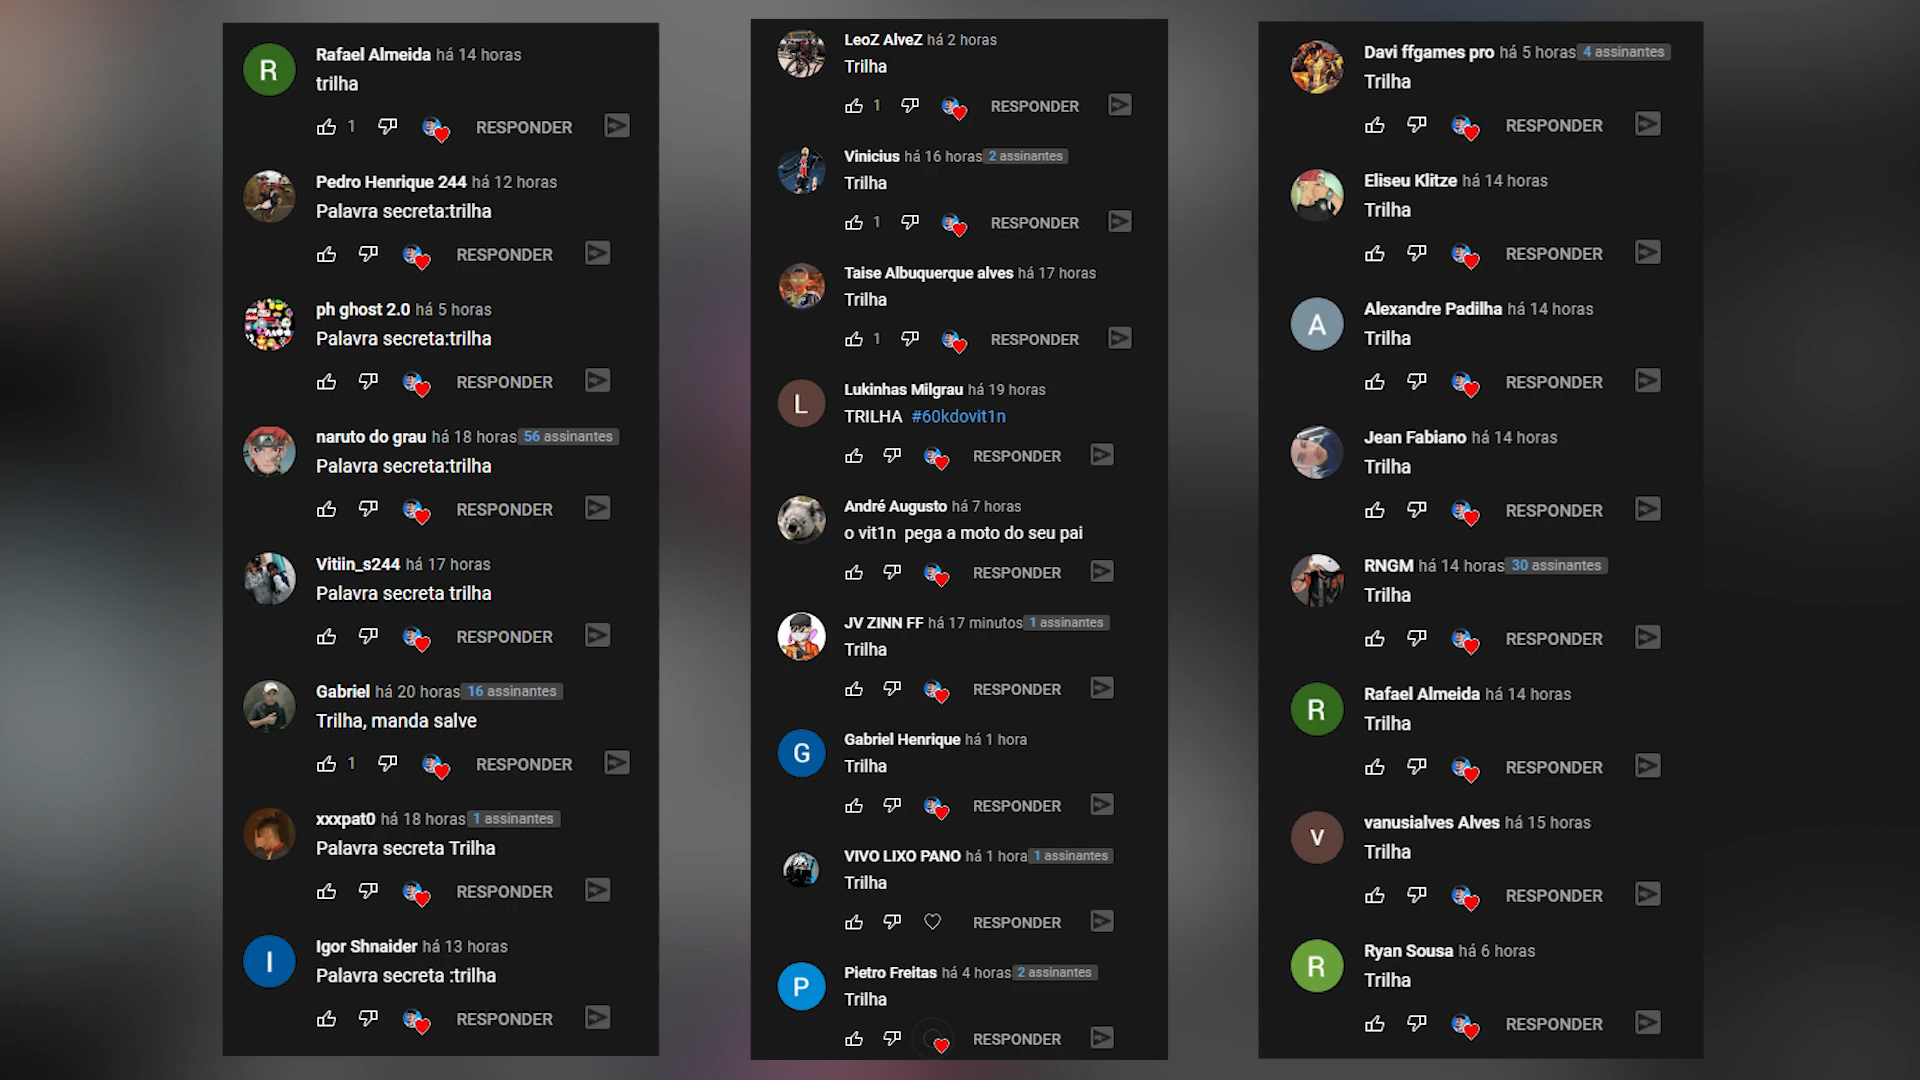 R
Rafael Almeida há 14 horas
trilha
1 RESPONDER
Pedro Henrique 244 há 12 horas
Palavra secreta:trilha
RESPONDER
ph ghost 2.0 há 5 horas
Palavra secreta:trilha
RESPONDER
naruto do grau há 18 horas 56 assinantes
Palavra secreta:trilha
RESPONDER
Vitiin_s244 há 17 horas
Palavra secreta trilha
RESPONDER
Gabriel há 20 horas 16 assinantes
Trilha, manda salve
1 RESPONDER
xxxpat0 há 18 horas 1 assinantes
Palavra secreta Trilha
RESPONDER
I
Igor Shnaider há 13 horas
Palavra secreta :trilha
RESPONDER
LeoZ AlveZ há 2 horas
Trilha
1 RESPONDER
Vinicius há 16 horas 2 assinantes
Trilha
1 RESPONDER
Taise Albuquerque alves há 17 horas
Trilha
1 RESPONDER
L
Lukinhas Milgrau há 19 horas
TRILHA #60kdovit1n
RESPONDER
André Augusto há 7 horas
o vit1n pega a moto do seu pai
RESPONDER
JV ZINN FF há 17 minutos 1 assinantes
Trilha
RESPONDER
G
Gabriel Henrique há 1 hora
Trilha
RESPONDER
VIVO LIXO PANO há 1 hora 1 assinantes
Trilha
RESPONDER
P
Pietro Freitas há 4 horas 2 assinantes
Trilha
RESPONDER
Davi ffgames pro há 5 horas 4 assinantes
Trilha
RESPONDER
Eliseu Klitze há 14 horas
Trilha
RESPONDER
A
Alexandre Padilha há 14 horas
Trilha
RESPONDER
Jean Fabiano há 14 horas
Trilha
RESPONDER
RNGM há 14 horas 30 assinantes
Trilha
RESPONDER
R
Rafael Almeida há 14 horas
Trilha
RESPONDER
V
vanusialves Alves há 15 horas
Trilha
RESPONDER
R
Ryan Sousa há 6 horas
Trilha
RESPONDER